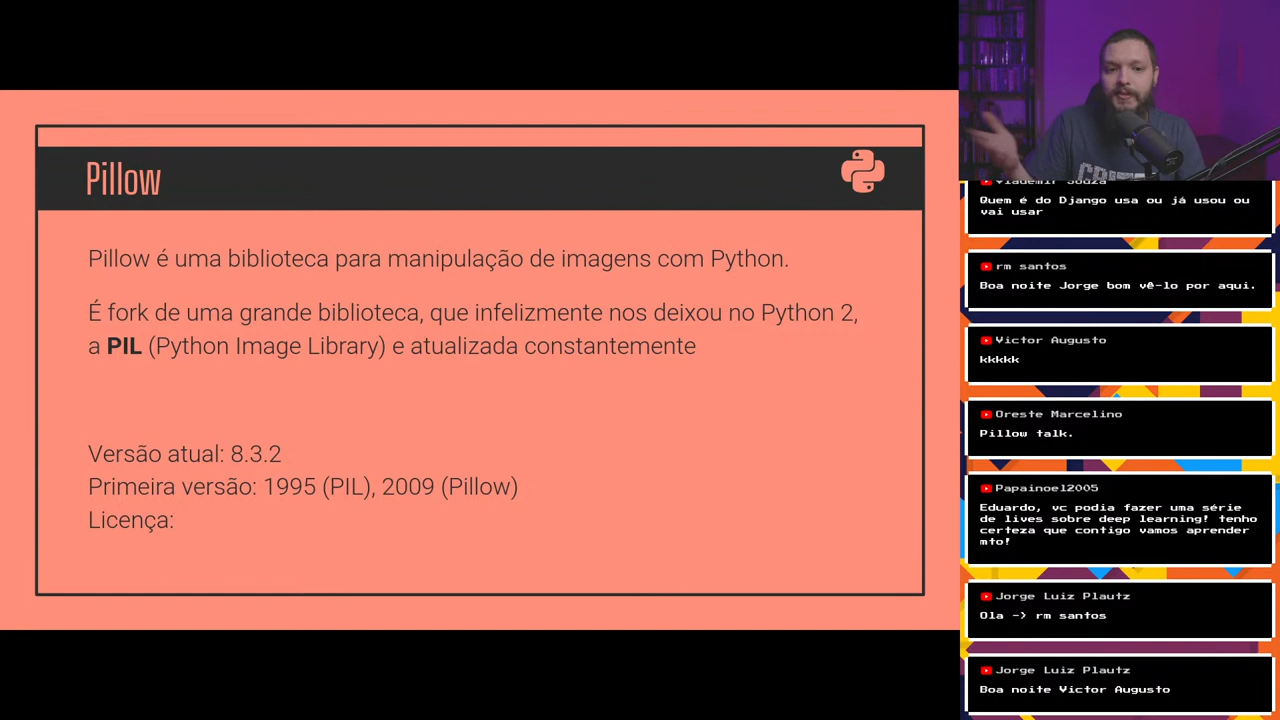 Pillow
Pillow é uma biblioteca para manipulação de imagens com Python.
É fork de uma grande biblioteca, que infelizmente nos deixou no Python 2,
a PIL (Python Image Library) e atualizada constantemente
Versão atual: 8.3.2
Primeira versão: 1995 (PIL), 2009 (Pillow)
Licença:
Vlademir Souza
Quem é do Django usa ou já usou ou
vai usar
rm santos
Boa noite Jorge bom vê-lo por aqui.
Victor Augusto
kkkkk
Oreste Marcelino
Pillow talk.
Papainoel2005
Eduardo, vc podia fazer uma série
de lives sobre deep learning! tenho
certeza que contigo vamos aprender
mto!
Jorge Luiz Plautz
Ola -> rm santos
Jorge Luiz Plautz
Boa noite Victor Augusto